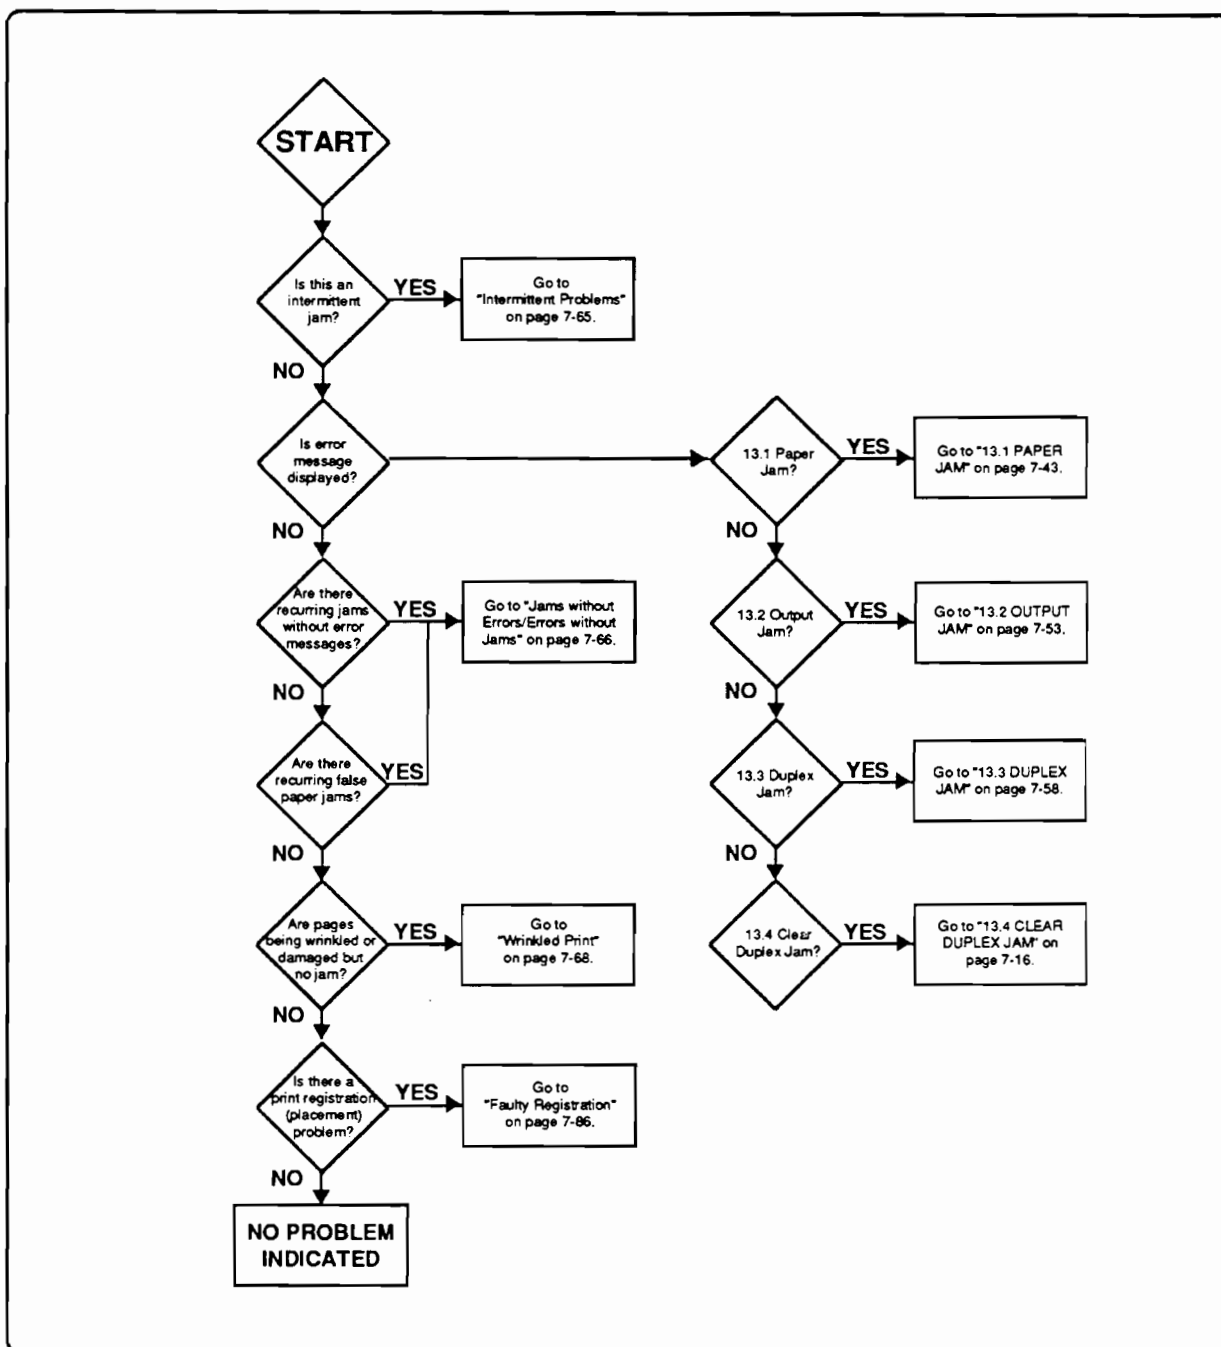 START
Is this an
intermittent
jam?
YES
Go to
"Intermittent Problems"
on page 7-65.
NO
Is error
message
displayed?
13.1 Paper
Jam?
YES
Go to "13.1 PAPER
JAM" on page 7-43.
NO
NO
Are there
recurring jams
without error
messages?
YES
Go to "Jams without
Errors/Errors without
Jams" on page 7-66.
13.2 Output
Jam?
YES
Go to "13.2 OUTPUT
JAM" on page 7-53.
NO
NO
Are there
recurring false
paper jams?
YES
13.3 Duplex
Jam?
YES
Go to "13.3 DUPLEX
JAM" on page 7-58.
NO
NO
Are pages
being wrinkled or
damaged but
no jam?
YES
Go to
"Wrinkled Print"
on page 7-68.
13.4 Clear
Duplex Jam?
YES
Go to "13.4 CLEAR
DUPLEX JAM" on
page 7-16.
NO
Is there a
print registration
(placement)
problem?
YES
Go to
"Faulty Registration"
on page 7-86.
NO
NO PROBLEM
INDICATED